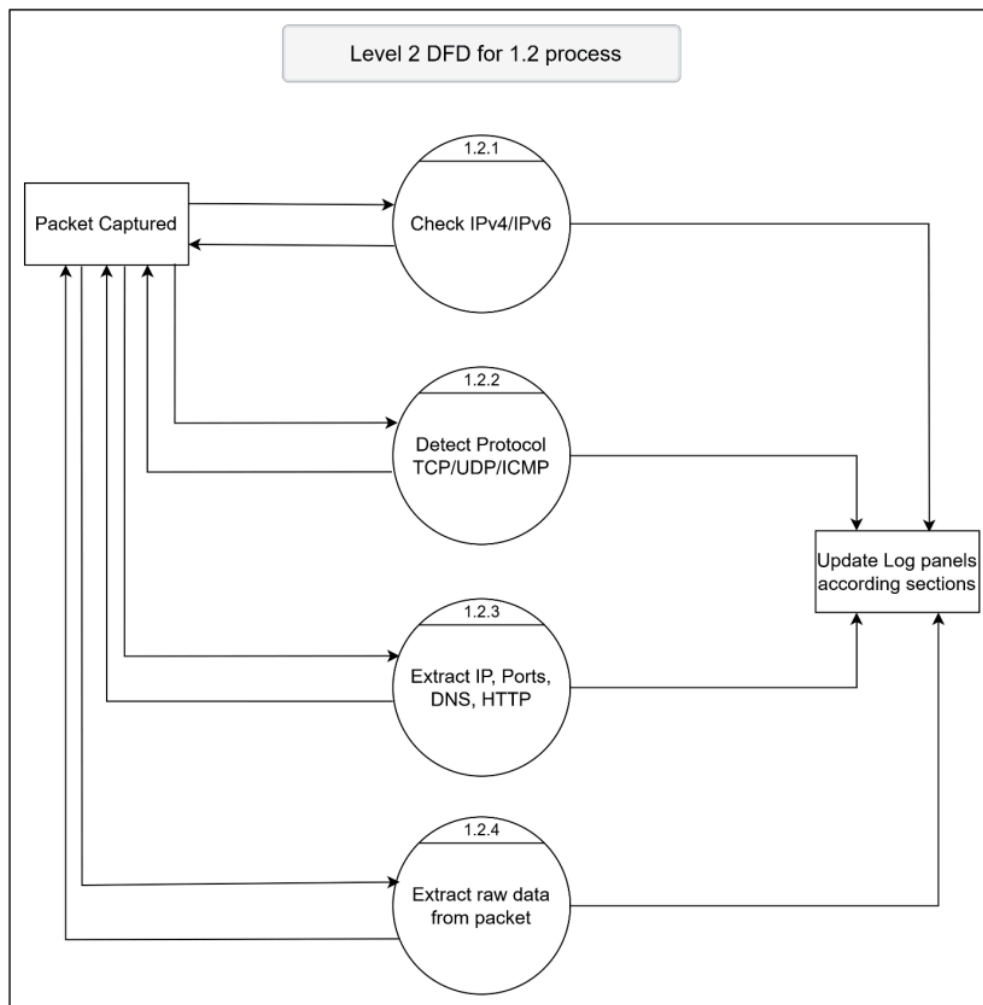 Level 2 DFD for 1.2 process
1.2.1
Packet Captured
Check IPv4/IPv6
1.2.2
Detect Protocol
TCP/UDP/ICMP
Update Log panels
according sections
1.2.3
Extract IP, Ports,
DNS, HTTP
1.2.4
Extract raw data
from packet